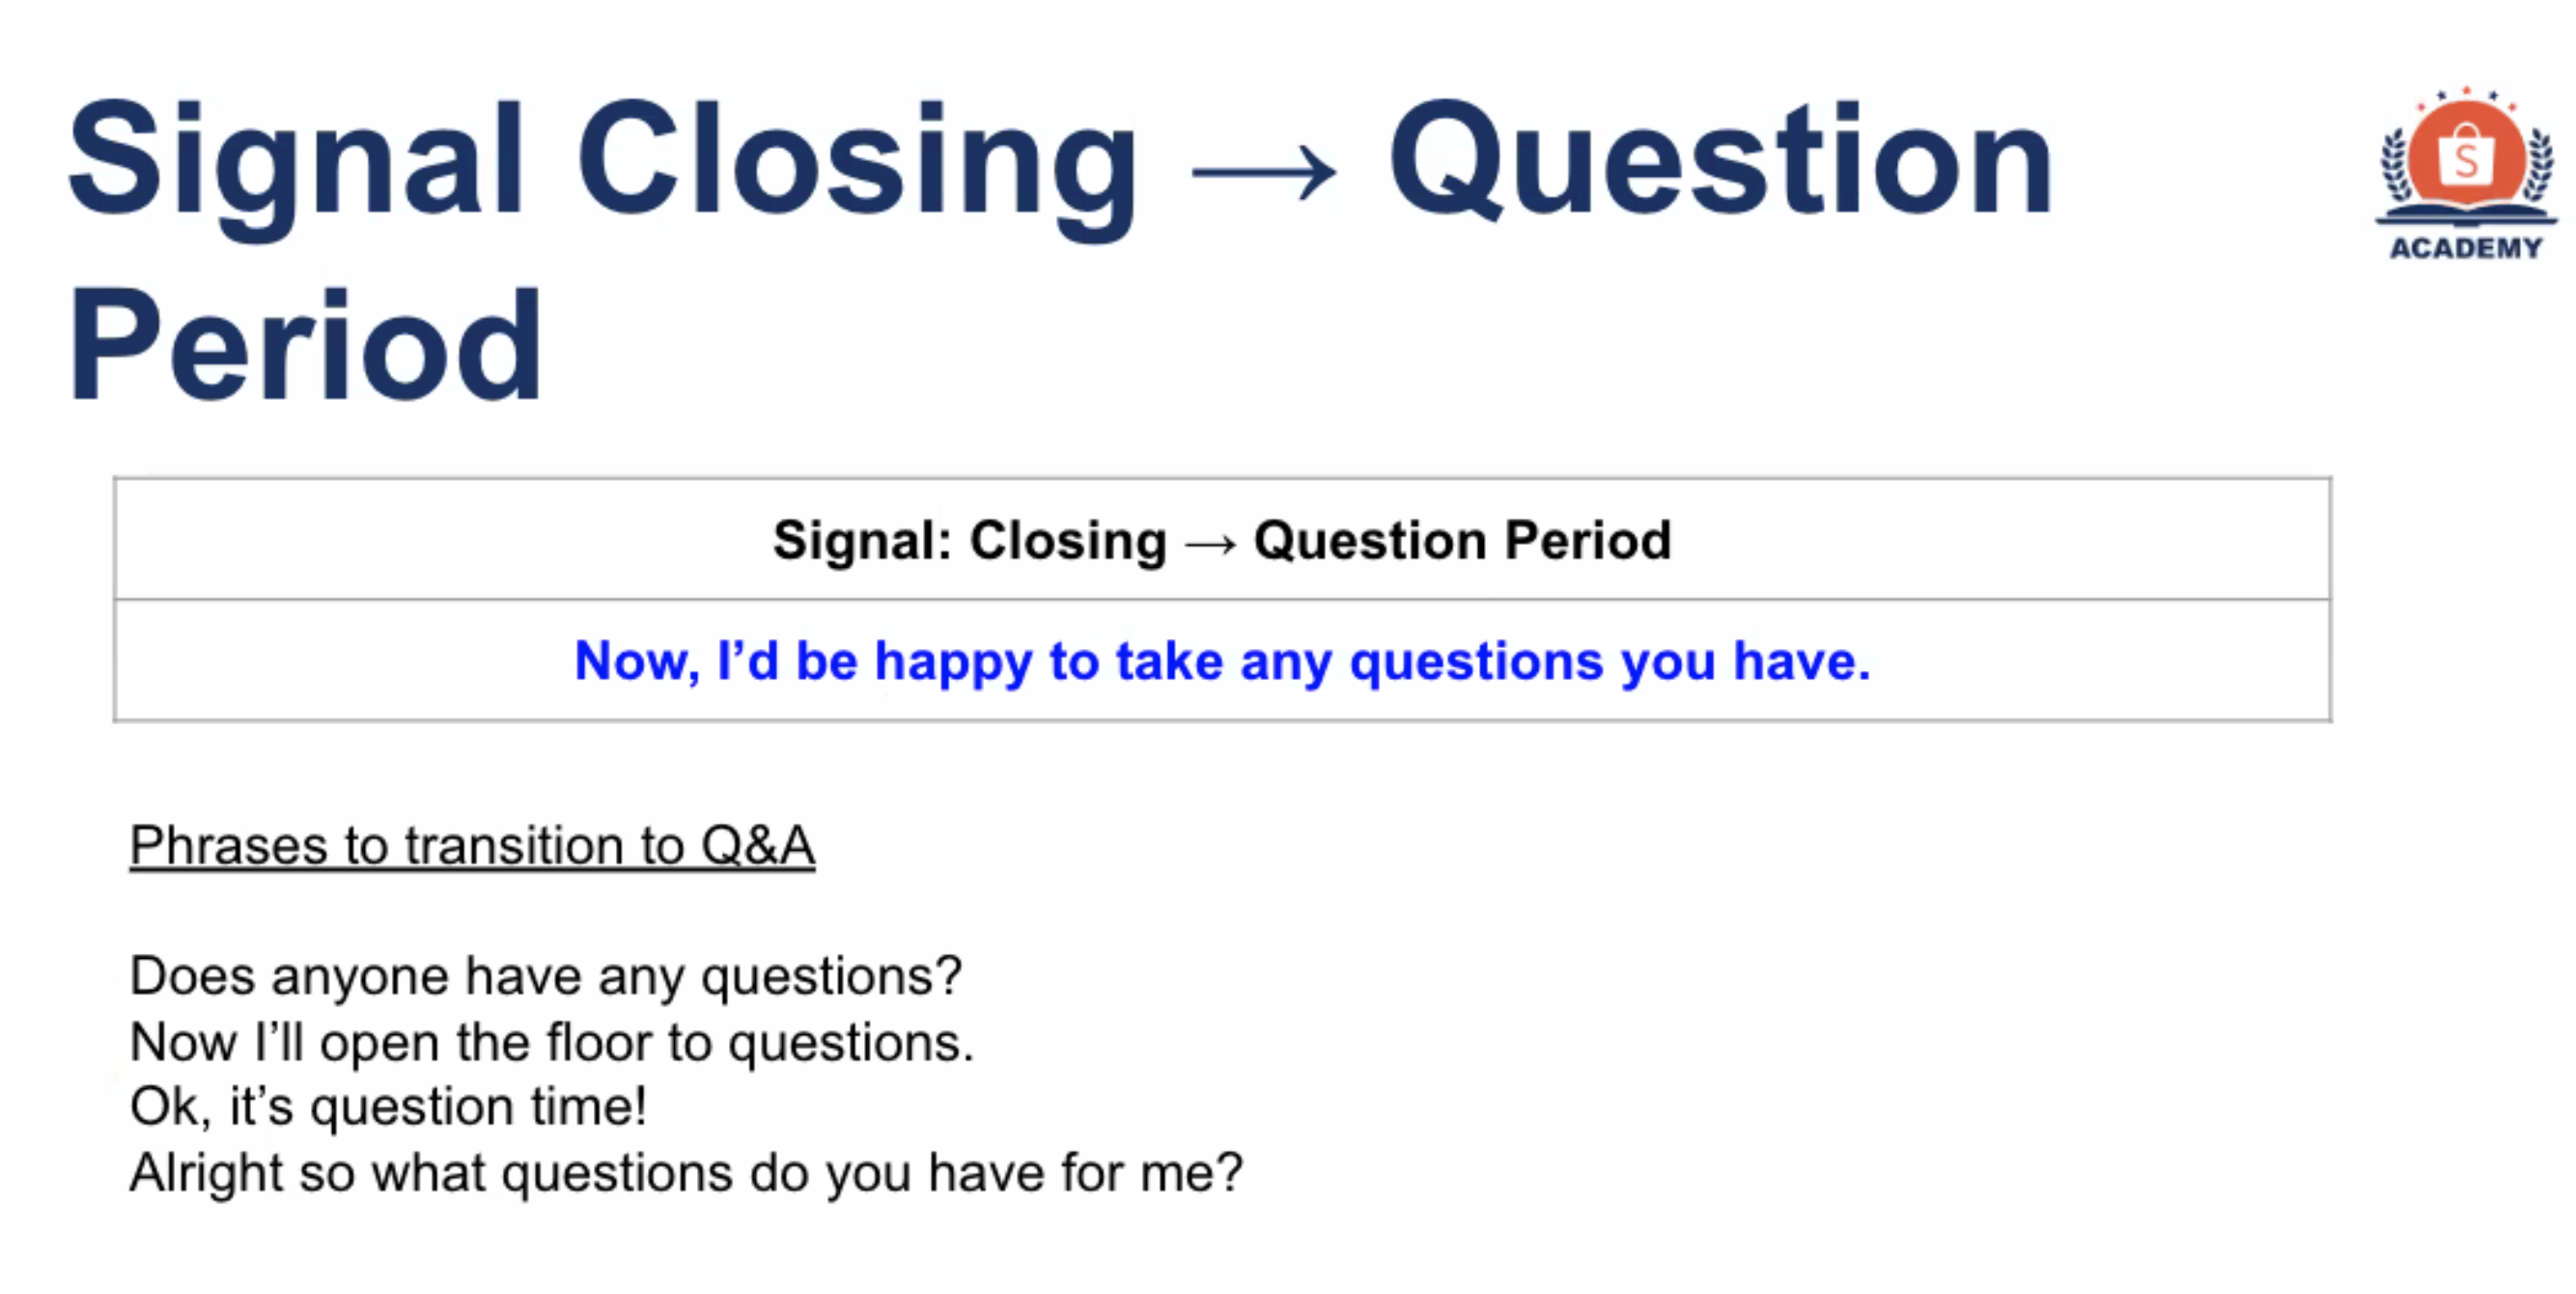 Signal Closing → Question
Period
ACADEMY
Signal: Closing → Question Period
Now, I’d be happy to take any questions you have.
Phrases to transition to Q&A
Does anyone have any questions?
Now I’ll open the floor to questions.
Ok, it’s question time!
Alright so what questions do you have for me?